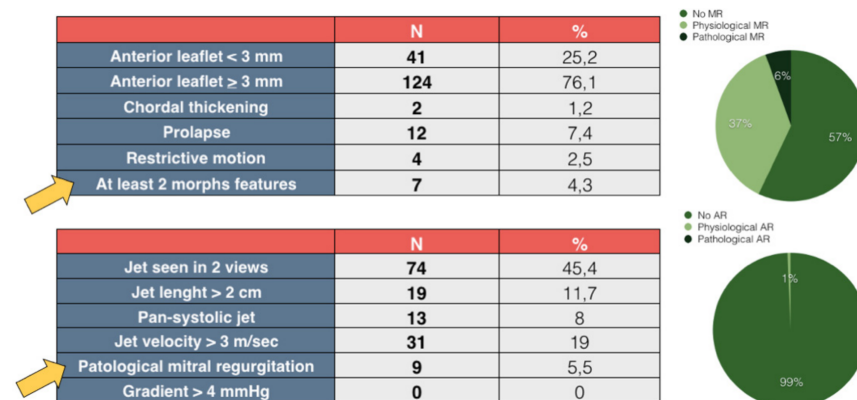 N %
Anterior leaflet < 3 mm 41 25,2
Anterior leaflet ≥ 3 mm 124 76,1
Chordal thickening 2 1,2
Prolapse 12 7,4
Restrictive motion 4 2,5
At least 2 morphs features 7 4,3
No MR
Physiological MR
Pathological MR
6%
37%
57%
N %
Jet seen in 2 views 74 45,4
Jet lenght > 2 cm 19 11,7
Pan-systolic jet 13 8
Jet velocity > 3 m/sec 31 19
Patological mitral regurgitation 9 5,5
Gradient > 4 mmHg 0 0
No AR
Physiological AR
Pathological AR
1%
99%